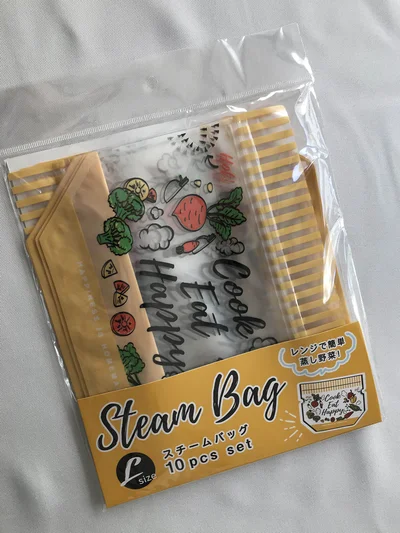 Cook
Eat
Happy
レンジで簡単
蒸し野菜!
Steam Bag
スチームバッグ
10pcs set
L
size
Cook
Eat
Happy